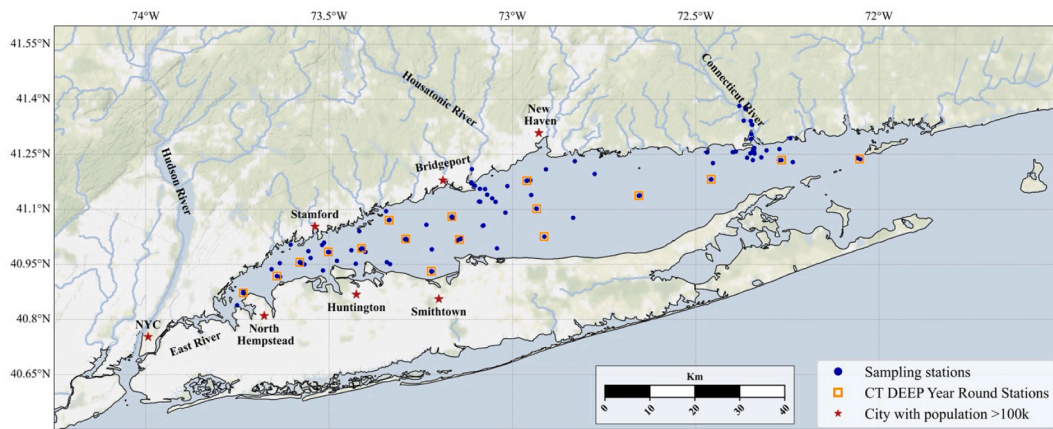 74°W
73.5°W
73°W
72.5°W
72°W
41.55°N
41.4°N
41.25°N
41.1°N
40.95°N
40.8°N
40.65°N
Hudson River
Housatonic River
Connecticut River
New
Haven
Bridgeport
Stamford
NYC
East River
North
Hempstead
Huntington
Smithtown
Km
0
10
20
30
40
Sampling stations
CT DEEP Year Round Stations
City with population >100k